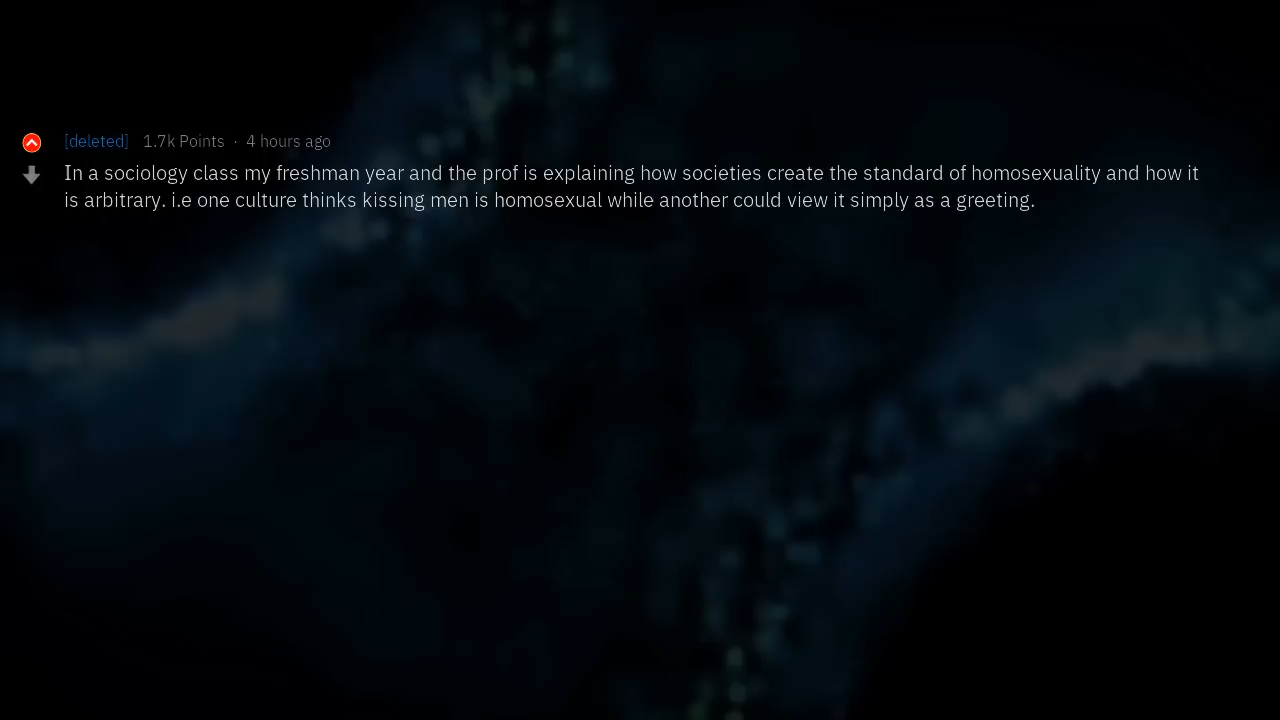 [deleted] 1.7k Points · 4 hours ago
In a sociology class my freshman year and the prof is explaining how societies create the standard of homosexuality and how it
is arbitrary. i.e one culture thinks kissing men is homosexual while another could view it simply as a greeting.